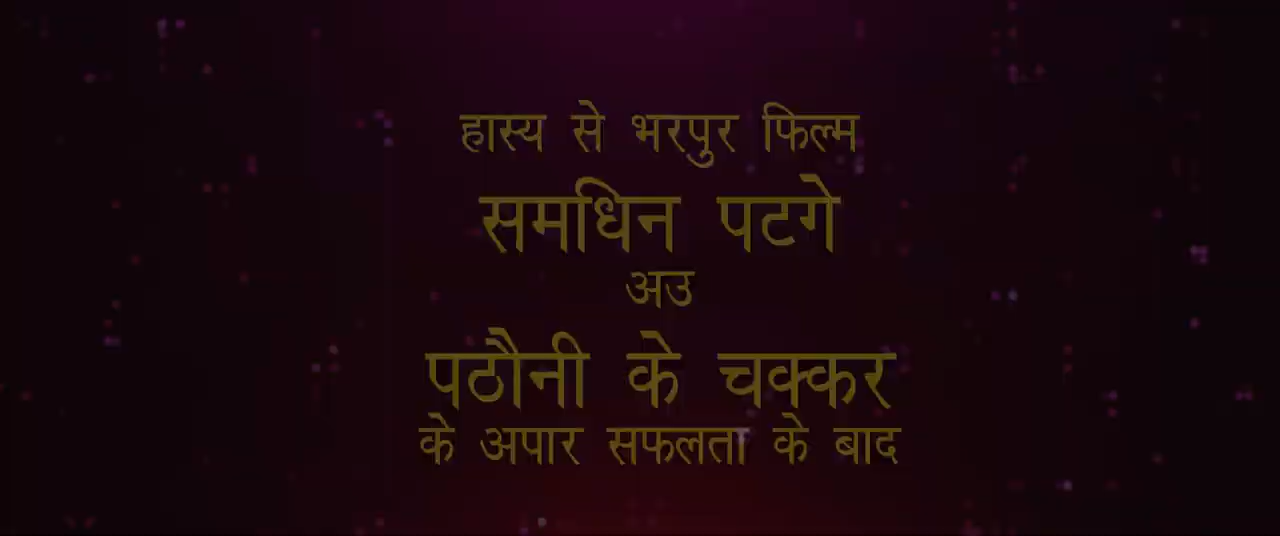 हास्य से भरपुर फिल्म
समधिन पटगे
अउ
पठौनी के चक्कर
के अपार सफलता के बाद